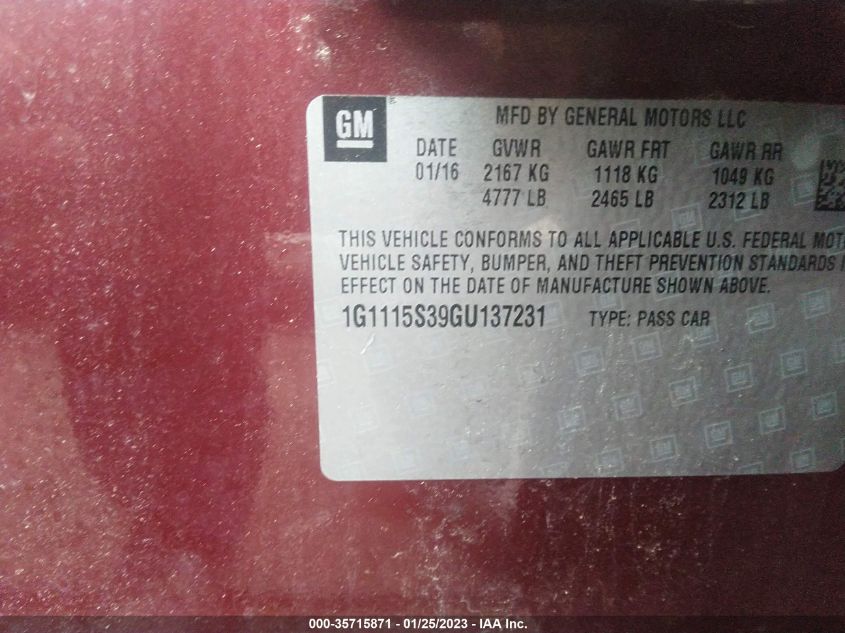 GM
MFD BY GENERAL MOTORS LLC
DATE GVWR GAWR FRT GAWR RR
01/16 2167 KG 1118 KG 1049 KG
4777 LB 2465 LB 2312 LB
THIS VEHICLE CONFORMS TO ALL APPLICABLE U.S. FEDERAL MOT
VEHICLE SAFETY, BUMPER, AND THEFT PREVENTION STANDARDS I
EFFECT ON THE DATE OF MANUFACTURE SHOWN ABOVE.
1G1115S39GU137231 TYPE: PASS CAR
000-35715871 / 01/25/2023 - IAA Inc.